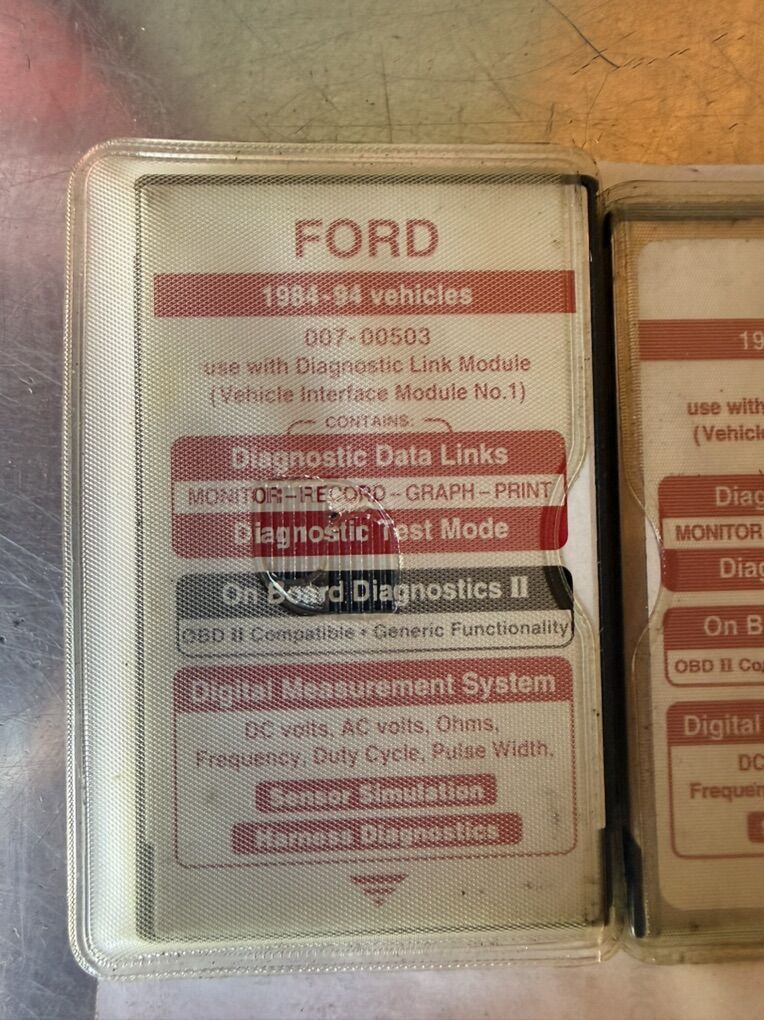 FORD
1984-94 vehicles
007-00503
use with Diagnostic Link Module
(Vehicle Interface Module No.1)
CONTAINS:
Diagnostic Data Links
MONITOR-RECORD-GRAPH-PRINT
Diagnostic Test Mode
On Board Diagnostics II
OBD II Compatible • Generic Functionality
Digital Measurement System
DC volts, AC volts, Ohms,
Frequency, Duty Cycle, Pulse Width.
Sensor Simulation
Harness Diagnostics
19
use with
(Vehicle
Diag
MONITOR
Diag
On B
OBD II Co
Digital
DC
Frequen